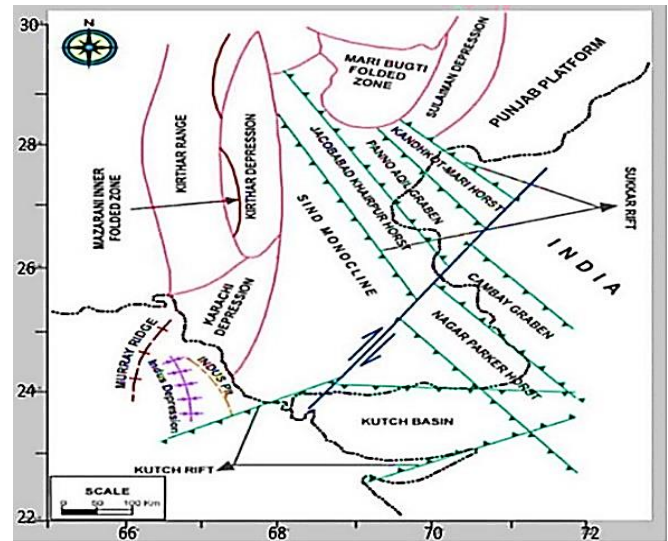 30
N
MARI BUGTI
FOLDED
ZONE
SULAIMAN DEPRESSION
PUNJAB PLATFORM
28
KIRTHAR RANGE
KIRTHAR DEPRESSION
MAZARANI INNER
FOLDED ZONE
JACOBABAD KHAIRPUR HORST
PANNO AQIL GRABEN
KANDHKOT-MARI HORST
SUKKAR RIFT
SIND MONOCLINE
INDIA
26
KARACHI
DEPRESSION
CAMBAY GRABEN
NAGAR PARKER HORST
MURRAY RIDGE
Indus Depression
24
KUTCH BASIN
KUTCH RIFT
SCALE
0 50 100 Km
22
66 68 70 72